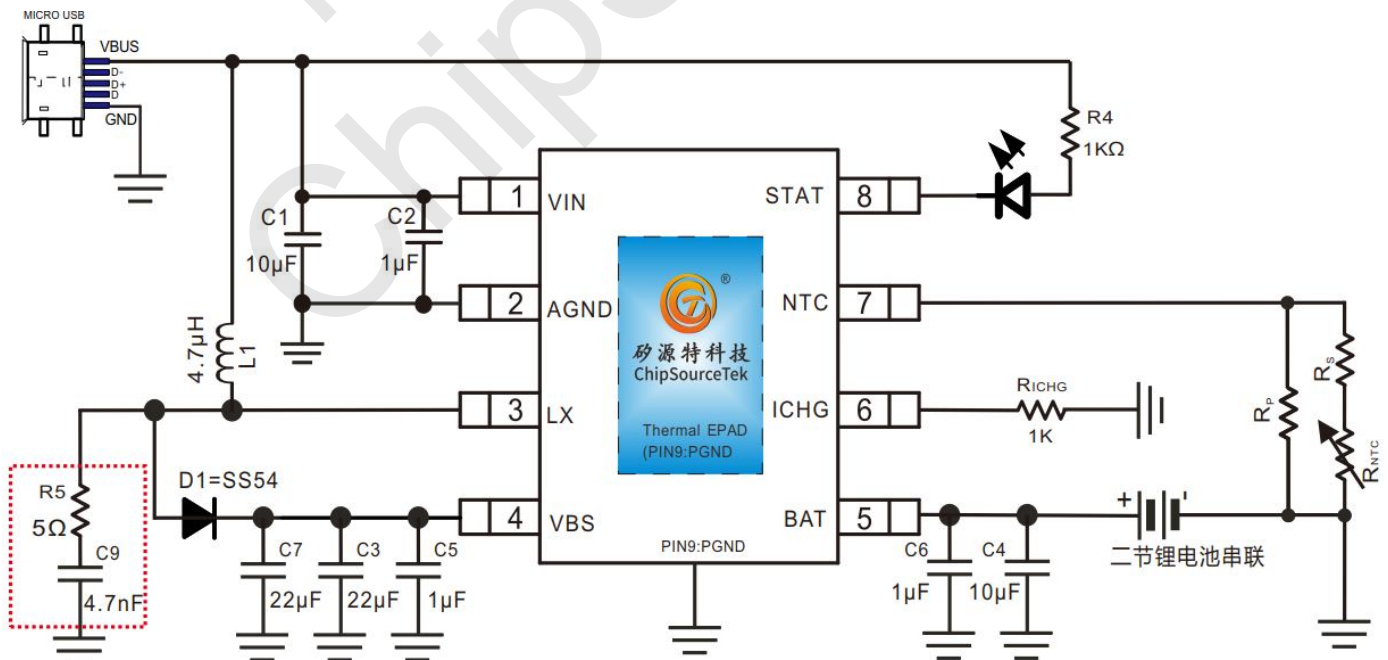 MICRO USB
VBUS
D-
D+
D
GND
R4
1KΩ
1 VIN
STAT 8
C1
10μF
C2
1μF
2 AGND
NTC 7
®
矽源特科技
ChipSourceTek
4.7μH
L1
3 LX
ICHG 6
RICHG
1K
RP
RS
RNTC
Thermal EPAD
(PIN9:PGND
D1=SS54
R5
5Ω
C9
4.7nF
4 VBS
BAT 5
PIN9:PGND
C7
22μF
C3
22μF
C5
1μF
C6
1μF
C4
10μF
+ -
二节锂电池串联
Chips